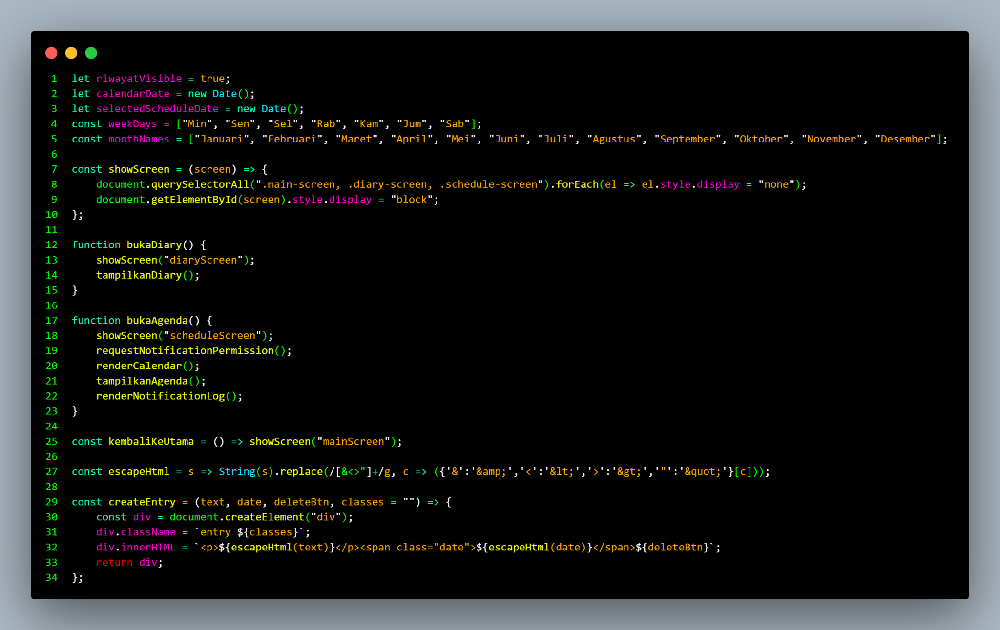 1 let riwayatVisible = true;
2 let calendarDate = new Date();
3 let selectedScheduleDate = new Date();
4 const weekDays = ["Min", "Sen", "Sel", "Rab", "Kam", "Jum", "Sab"];
5 const monthNames = ["Januari", "Februari", "Maret", "April", "Mei", "Juni", "Juli", "Agustus", "September", "Oktober", "November", "Desember"];
6
7 const showScreen = (screen) => {
8     document.querySelectorAll(".main-screen, .diary-screen, .schedule-screen").forEach(el => el.style.display = "none");
9     document.getElementById(screen).style.display = "block";
10 };
11
12 function bukaDiary() {
13     showScreen("diaryScreen");
14     tampilkanDiary();
15 }
16
17 function bukaAgenda() {
18     showScreen("scheduleScreen");
19     requestNotificationPermission();
20     renderCalendar();
21     tampilkanAgenda();
22     renderNotificationLog();
23 }
24
25 const kembaliKeUtama = () => showScreen("mainScreen");
26
27 const escapeHtml = s => String(s).replace(/[&<>"]+/g, c => ({'&':'&amp;','<':'&lt;','>':'&gt;','"':'&quot;'}[c]));
28
29 const createEntry = (text, date, deleteBtn, classes = "") => {
30     const div = document.createElement("div");
31     div.className = `entry ${classes}`;
32     div.innerHTML = `<p>${escapeHtml(text)}</p><span class="date">${escapeHtml(date)}</span>${deleteBtn}`;
33     return div;
34 };